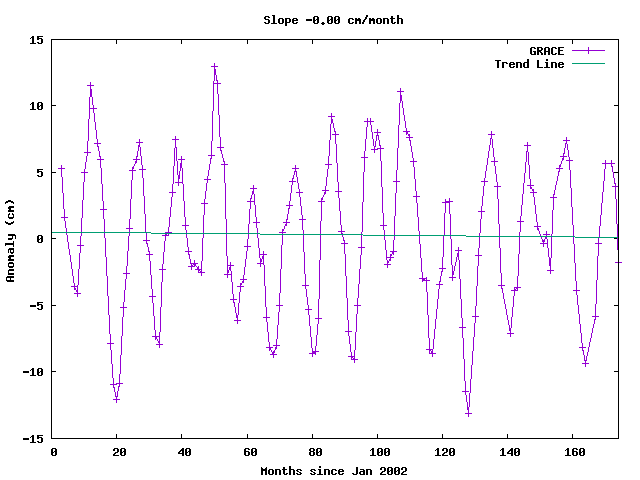 Slope -0.00 cm/month
GRACE
Trend Line
15
10
5
0
-5
-10
-15
Anomaly (cm)
0 20 40 60 80 100 120 140 160
Months since Jan 2002